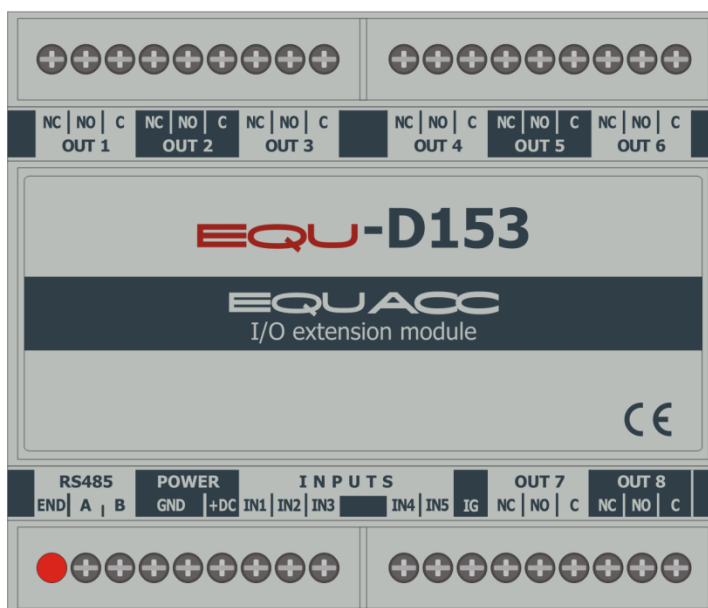 NC NO C NC NO C NC NO C NC NO C NC NO C NC NO C
OUT 1 OUT 2 OUT 3 OUT 4 OUT 5 OUT 6
EQU-D153
EQUACC
I/O extension module
CE
RS485 POWER INPUTS OUT 7 OUT 8
END A B GND +DC IN1 IN2 IN3 IN4 IN5 IG NC NO C NC NO C